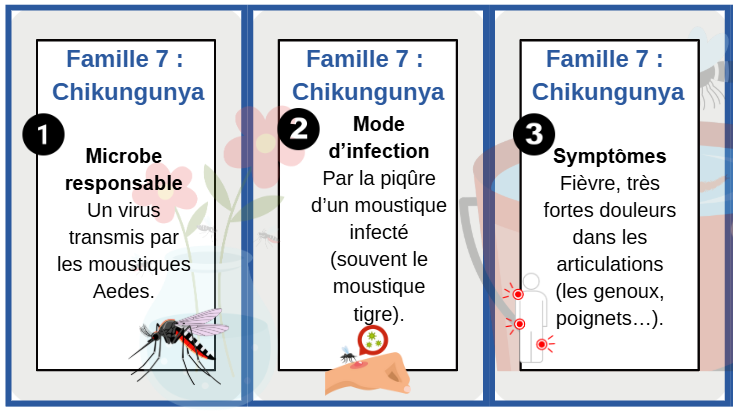 Famille 7 :
Chikungunya
1
Microbe
responsable
Un virus
transmis par
les moustiques
Aedes.
Famille 7 :
Chikungunya
2
Mode
d’infection
Par la piqûre
d’un moustique
infecté
(souvent le
moustique
tigre).
Famille 7 :
Chikungunya
3
Symptômes
Fièvre, très
fortes douleurs
dans les
articulations
(les genoux,
poignets…).